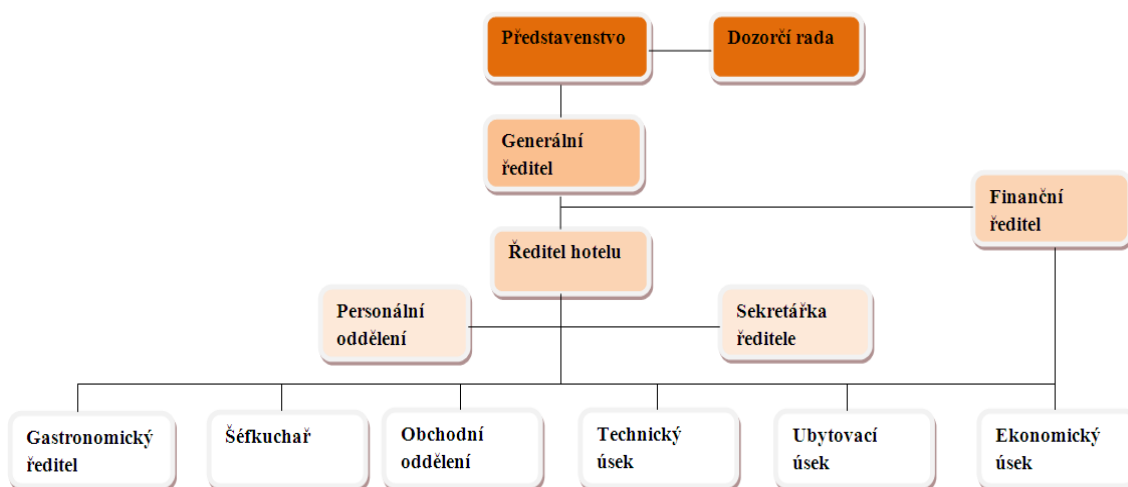 Představenstvo
Dozorčí rada
Generální
ředitel
Finanční
ředitel
Ředitel hotelu
Personální
oddělení
Sekretářka
ředitele
Gastronomický
ředitel
Šéfkuchař
Obchodní
oddělení
Technický
úsek
Ubytovací
úsek
Ekonomický
úsek